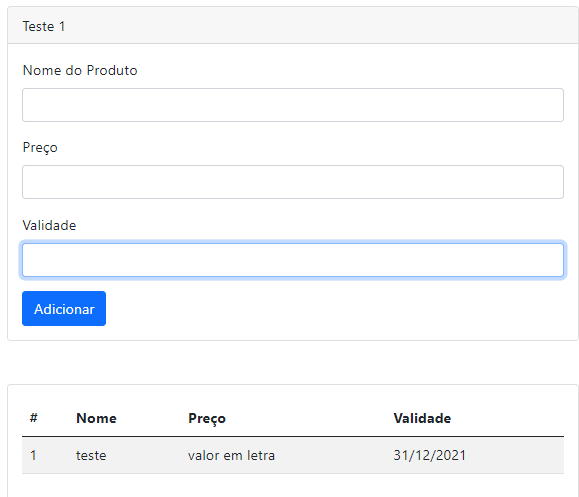 Teste 1
Nome do Produto
Preço
Validade
Adicionar
# Nome Preço Validade
1 teste valor em letra 31/12/2021